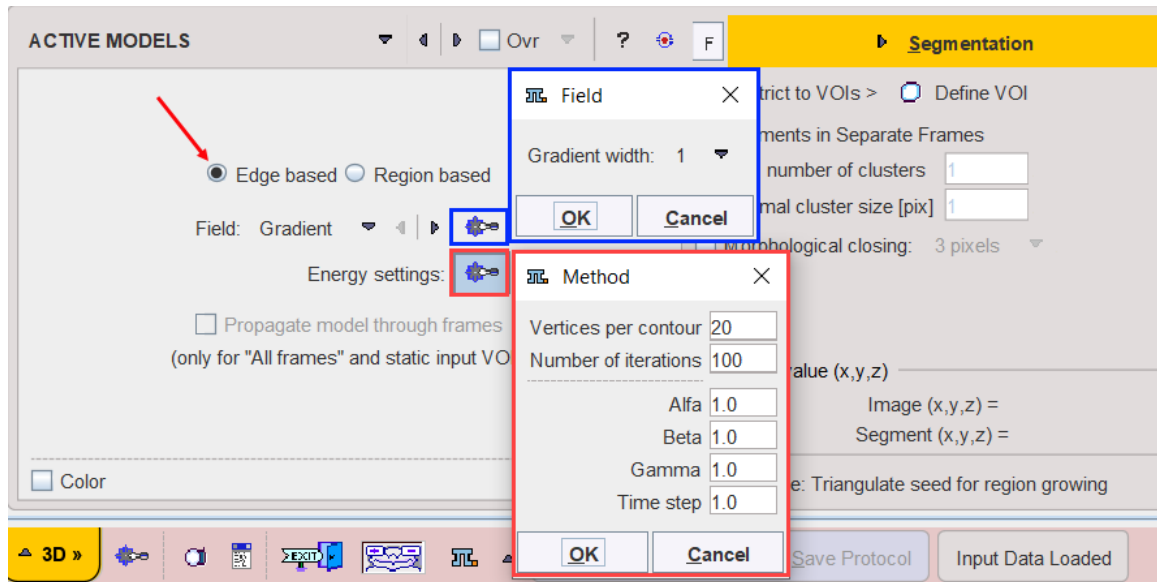 ACTIVE MODELS
Ovr
?
F
Segmentation
Field
Gradient width: 1
OK Cancel
trict to VOIs > Define VOI
ments in Separate Frames
number of clusters 1
mal cluster size [pix] 1
Morphological closing: 3 pixels
Edge based Region based
Field: Gradient
Energy settings:
Propagate model through frames
(only for "All frames" and static input VO
Method
Vertices per contour 20
Number of iterations 100
Alfa 1.0
Beta 1.0
Gamma 1.0
Time step 1.0
OK Cancel
value (x,y,z)
Image (x,y,z) =
Segment (x,y,z) =
Color
e: Triangulate seed for region growing
3D »
EXIT
Save Protocol
Input Data Loaded